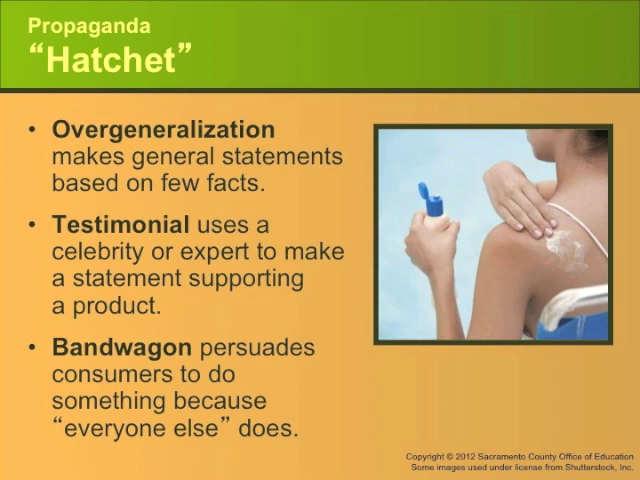 Propaganda
“Hatchet”
• Overgeneralization
makes general statements
based on few facts.
• Testimonial uses a
celebrity or expert to make
a statement supporting
a product.
• Bandwagon persuades
consumers to do
something because
“everyone else” does.
Copyright © 2012 Sacramento County Office of Education
Some images used under license from Shutterstock, Inc.